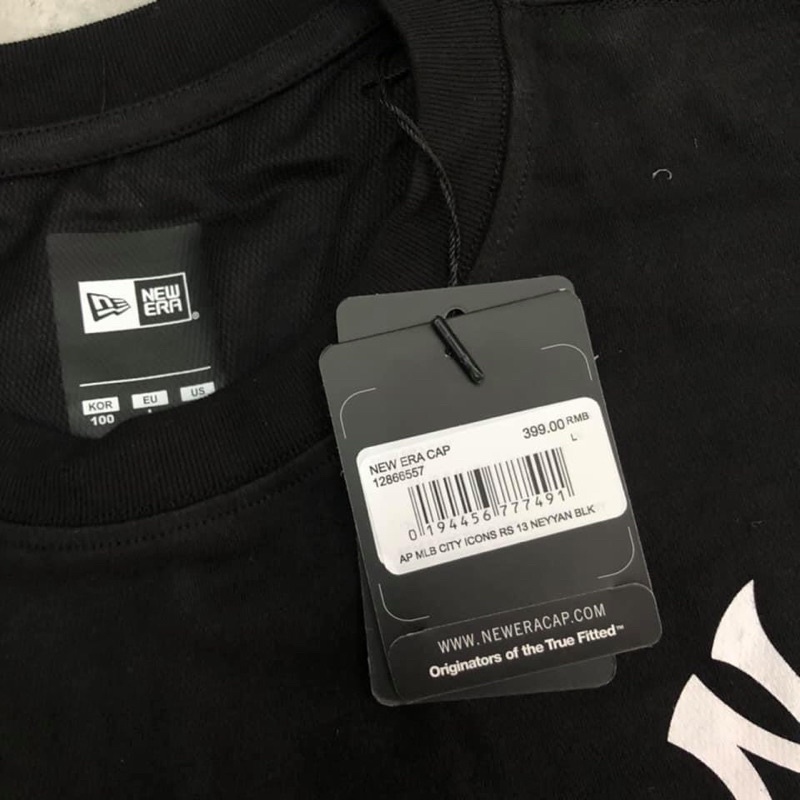 NEW
ERA
KOR EU US
100
399.00 RMB
NEW ERA CAP
L
12866557
0 194456 777491
AP MLB CITY ICONS RS 13 NEYYAN BLK
WWW.NEWERACAP.COM
Originators of the True Fitted™